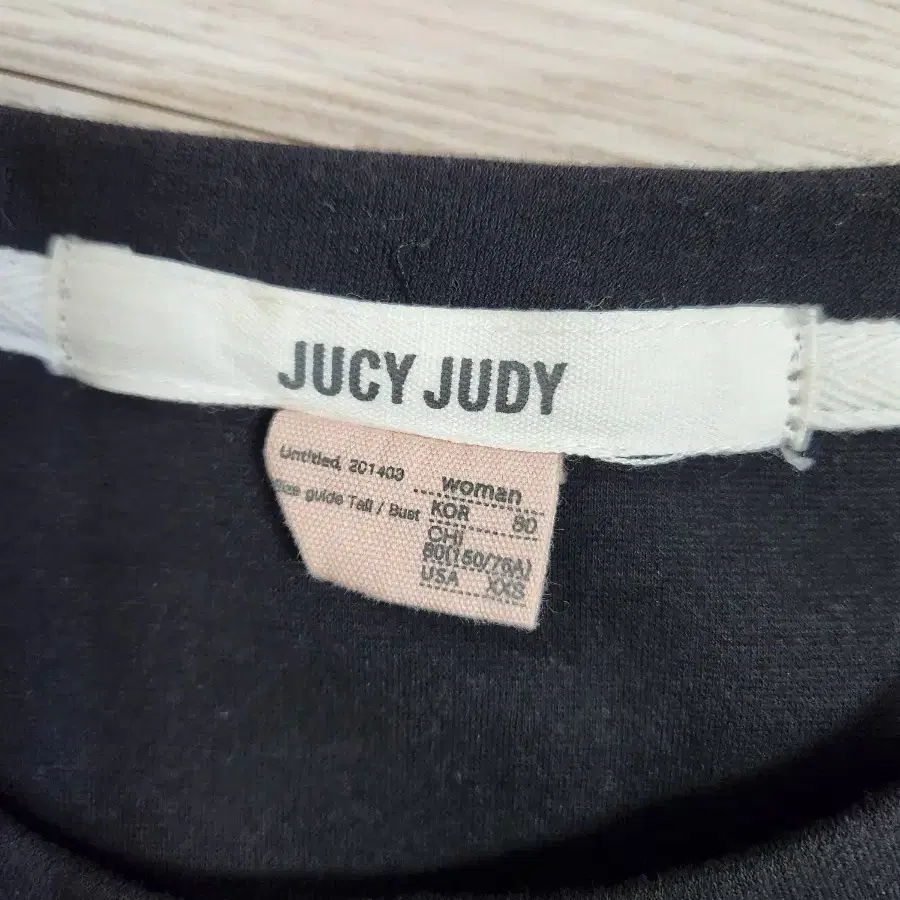 JUCY JUDY
Untitled, 201403
woman
size guide Tall / Bust
KOR 80
CHI
80(150/76A)
USA XXS